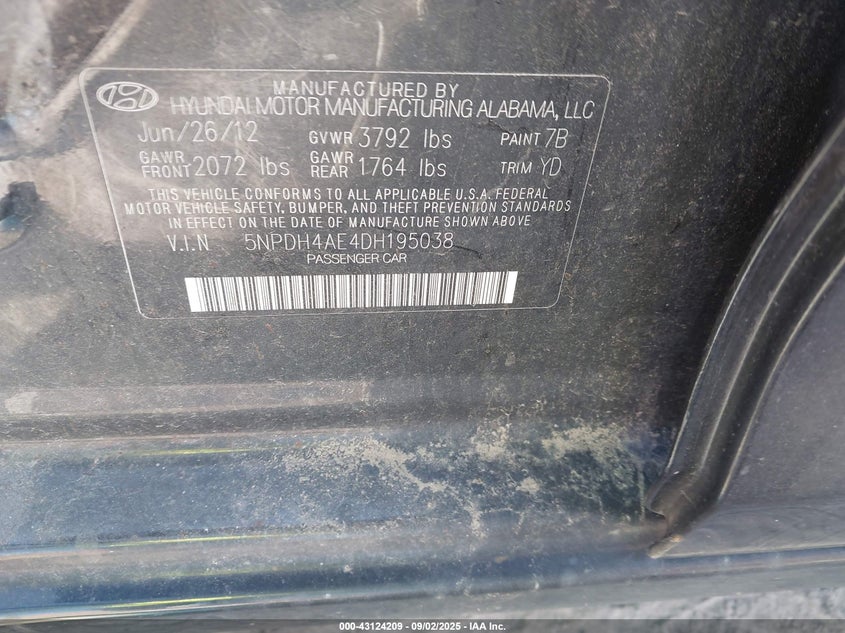 MANUFACTURED BY
HYUNDAI MOTOR MANUFACTURING ALABAMA, LLC
Jun/26/12 GVWR 3792 lbs PAINT 7B
GAWR FRONT 2072 lbs GAWR REAR 1764 lbs TRIM YD
THIS VEHICLE CONFORMS TO ALL APPLICABLE U.S.A. FEDERAL
MOTOR VEHICLE SAFETY, BUMPER, AND THEFT PREVENTION STANDARDS
IN EFFECT ON THE DATE OF MANUFACTURE SHOWN ABOVE
V.I.N 5NPDH4AE4DH195038
PASSENGER CAR
000-43124209 - 09/02/2025 - IAA Inc.